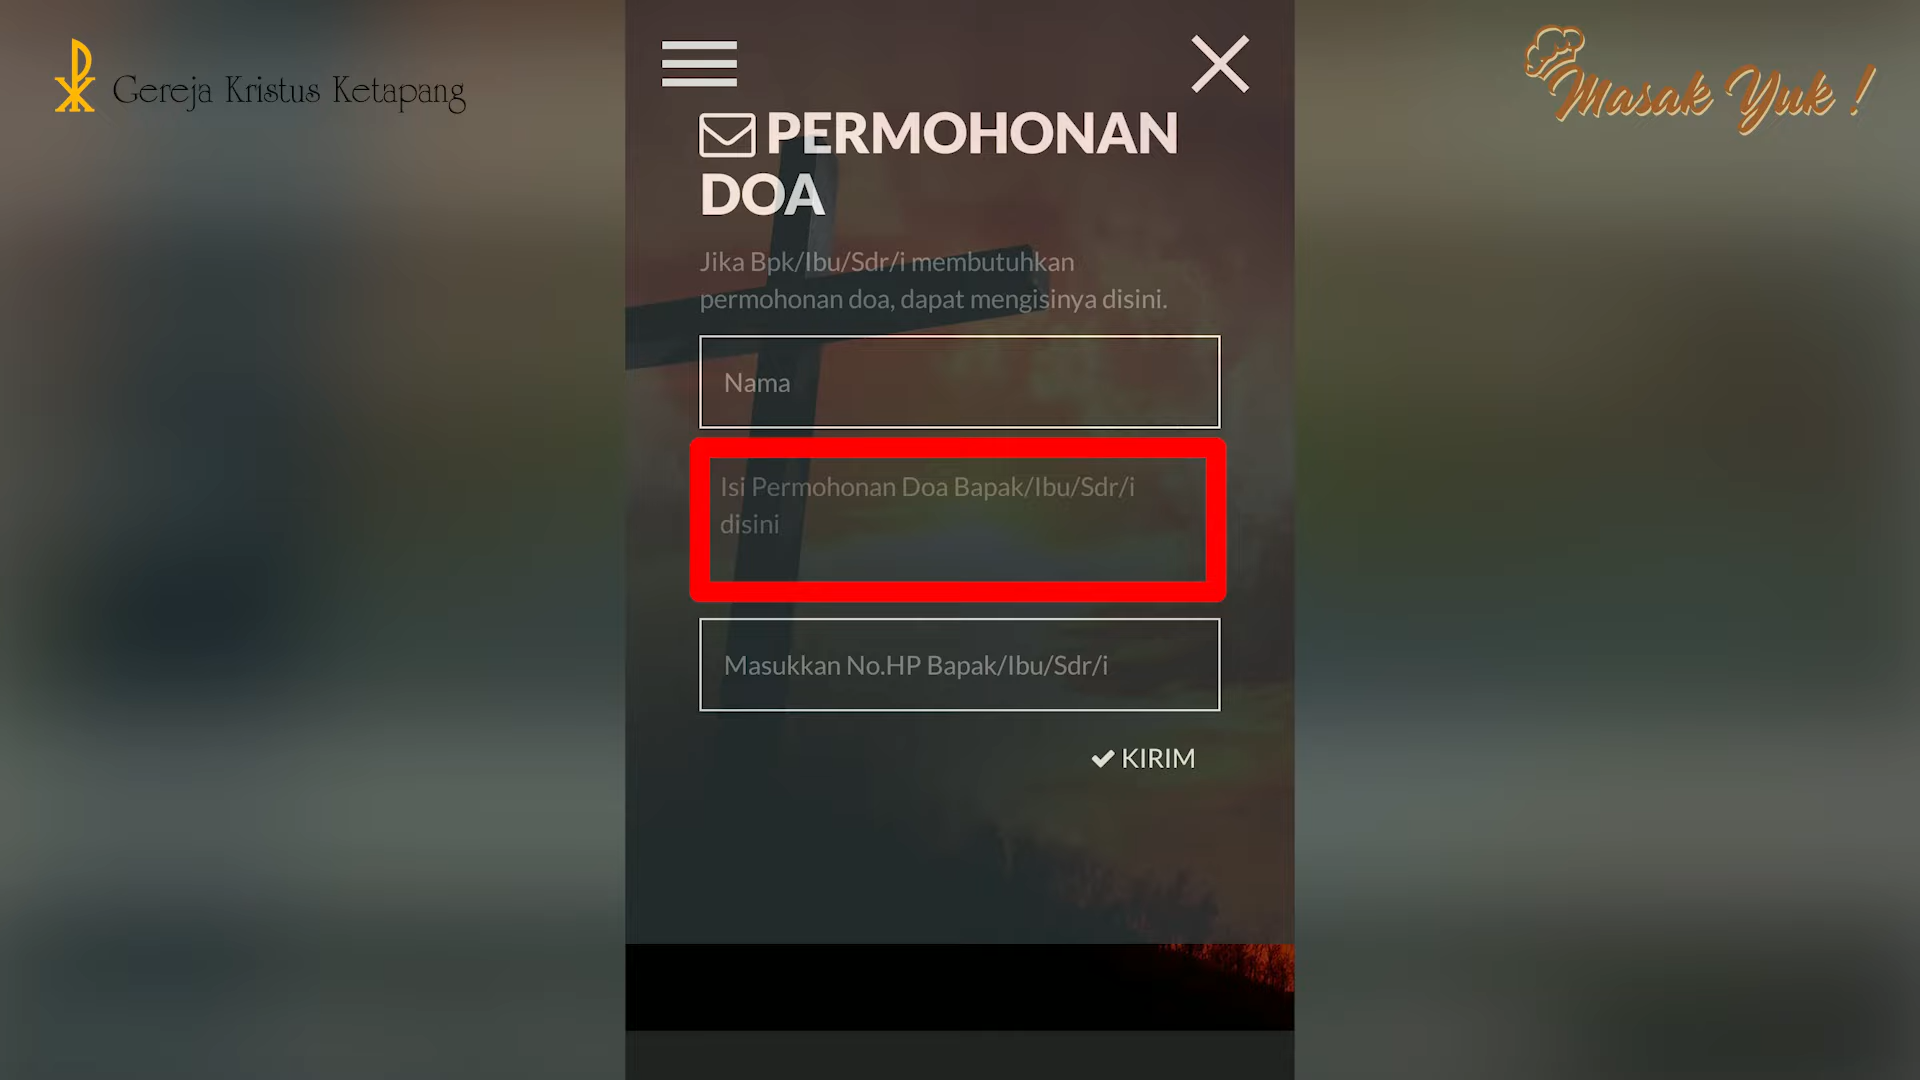 Gereja Kristus Ketapang
Masak Yuk !
PERMOHONAN
DOA
Jika Bpk/Ibu/Sdr/i membutuhkan
permohonan doa, dapat mengisinya disini.
Nama
Isi Permohonan Doa Bapak/Ibu/Sdr/i
disini
Masukkan No.HP Bapak/Ibu/Sdr/i
KIRIM